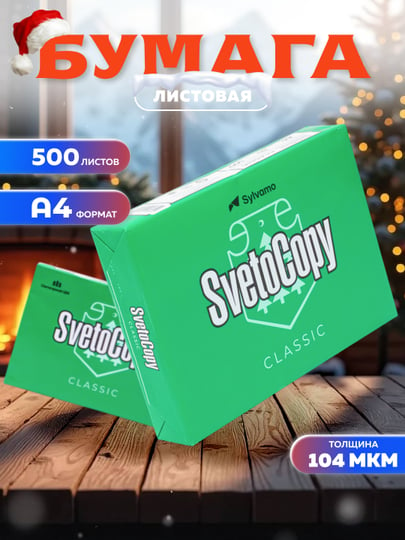 БУМАГА
ЛИСТОВАЯ
500 ЛИСТОВ
А4 ФОРМАТ
Sylvamo
SvetoCopy
CLASSIC
SvetoCopy
CLASSIC
ТОЛЩИНА
104 МКМ